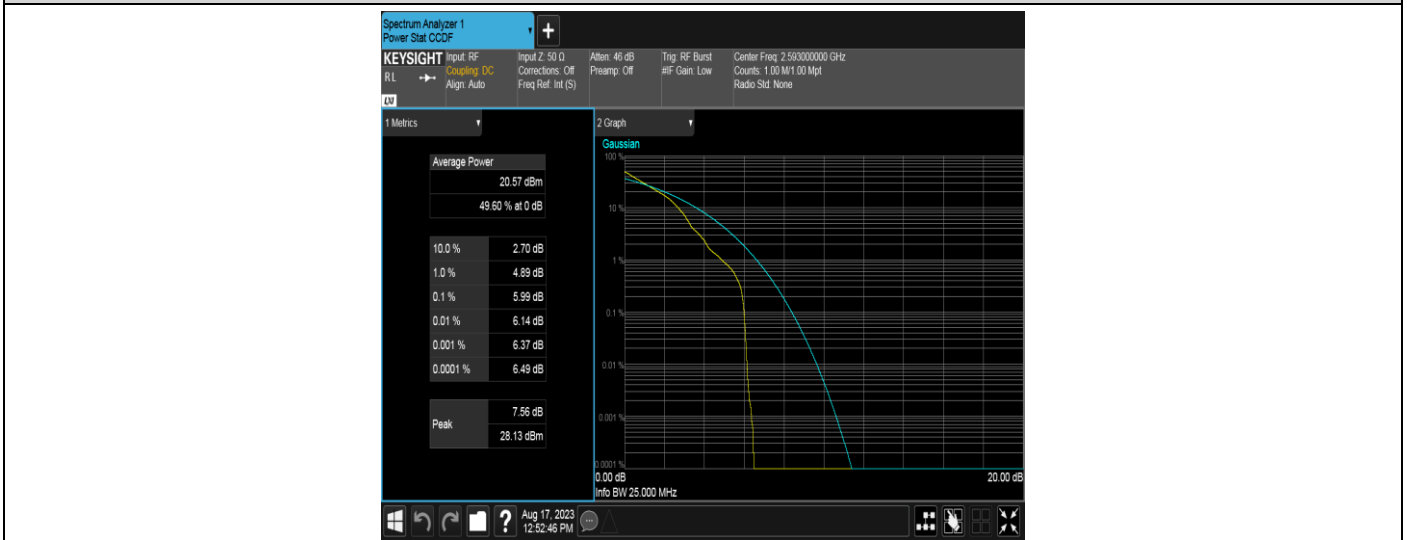 Spectrum Analyzer 1
Power Stat CCDF
+
KEYSIGHT Input: RF Input Z: 50 Ω Atten: 46 dB Trig: RF Burst Center Freq: 2.593000000 GHz
RL Coupling: DC Corrections: Off Preamp: Off #IF Gain: Low Counts: 1.00 M/1.00 Mpt
Align: Auto Freq Ref: Int (S) Radio Std: None
LXI
1 Metrics
Average Power
20.57 dBm
49.60 % at 0 dB
10.0 % 2.70 dB
1.0 % 4.89 dB
0.1 % 5.99 dB
0.01 % 6.14 dB
0.001 % 6.37 dB
0.0001 % 6.49 dB
Peak 7.56 dB
28.13 dBm
2 Graph
Gaussian
100 %
10 %
1 %
0.1 %
0.01 %
0.001 %
0.0001 %
0.00 dB 20.00 dB
Info BW 25.000 MHz
? Aug 17, 2023
12:52:46 PM